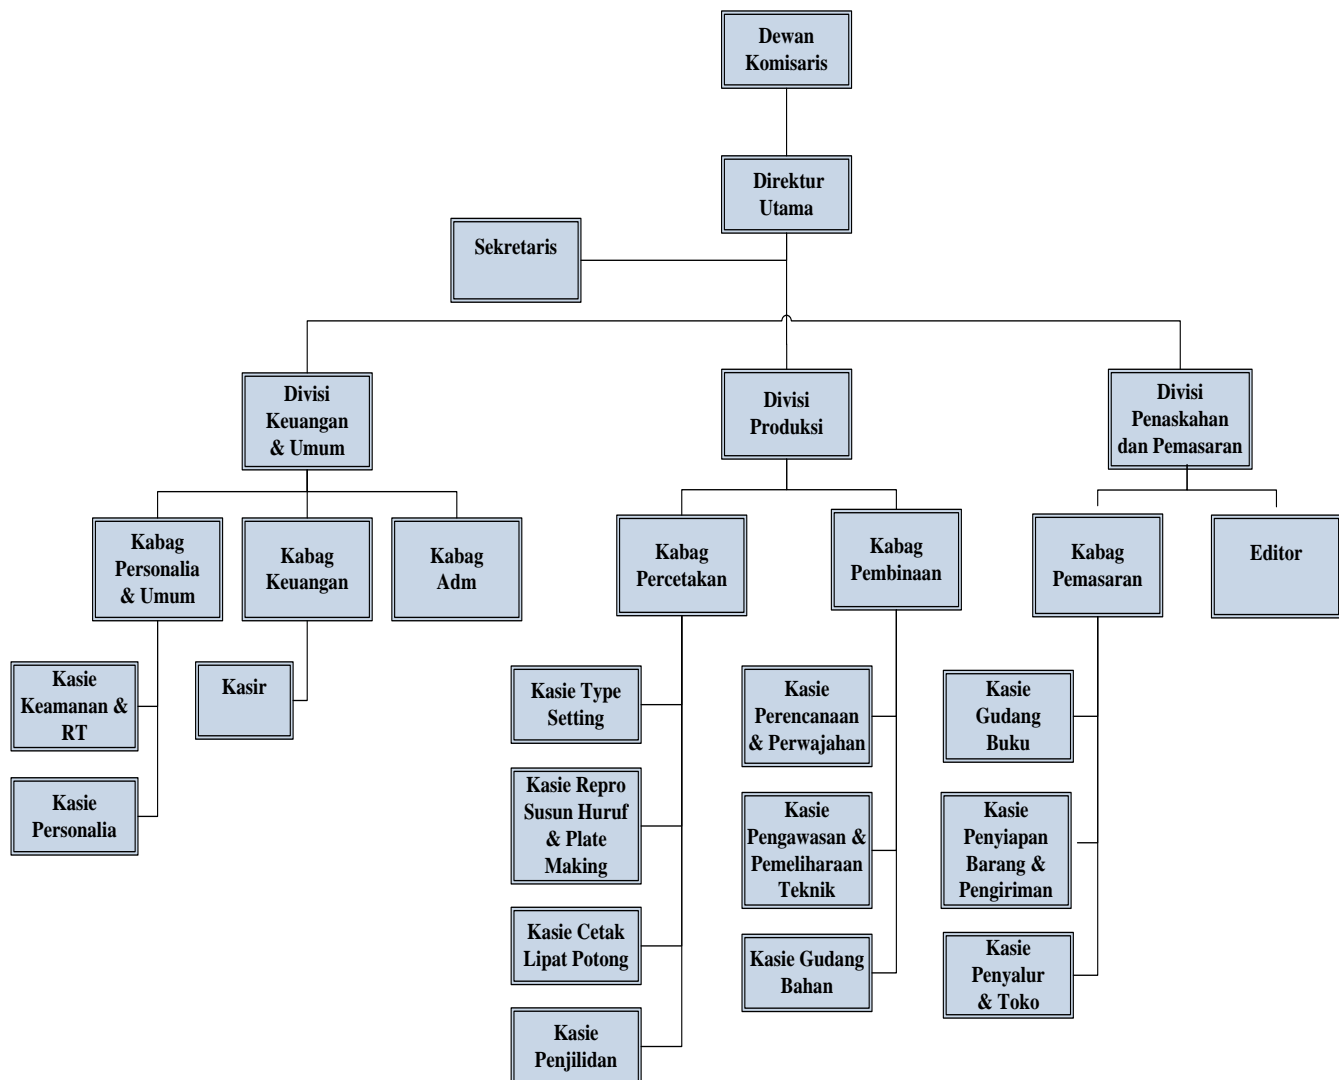 Dewan
Komisaris
Direktur
Utama
Sekretaris
Divisi
Keuangan
& Umum
Divisi
Produksi
Divisi
Penaskahan
dan Pemasaran
Kabag
Personalia
& Umum
Kabag
Keuangan
Kabag
Adm
Kabag
Percetakan
Kabag
Pembinaan
Kabag
Pemasaran
Editor
Kasie
Keamanan &
RT
Kasir
Kasie Type
Setting
Kasie
Perencanaan
& Perwajahan
Kasie
Gudang
Buku
Kasie
Personalia
Kasie Repro
Susun Huruf
& Plate
Making
Kasie
Pengawasan &
Pemeliharaan
Teknik
Kasie
Penyiapan
Barang &
Pengiriman
Kasie Cetak
Lipat Potong
Kasie Gudang
Bahan
Kasie
Penyalur
& Toko
Kasie
Penjilidan